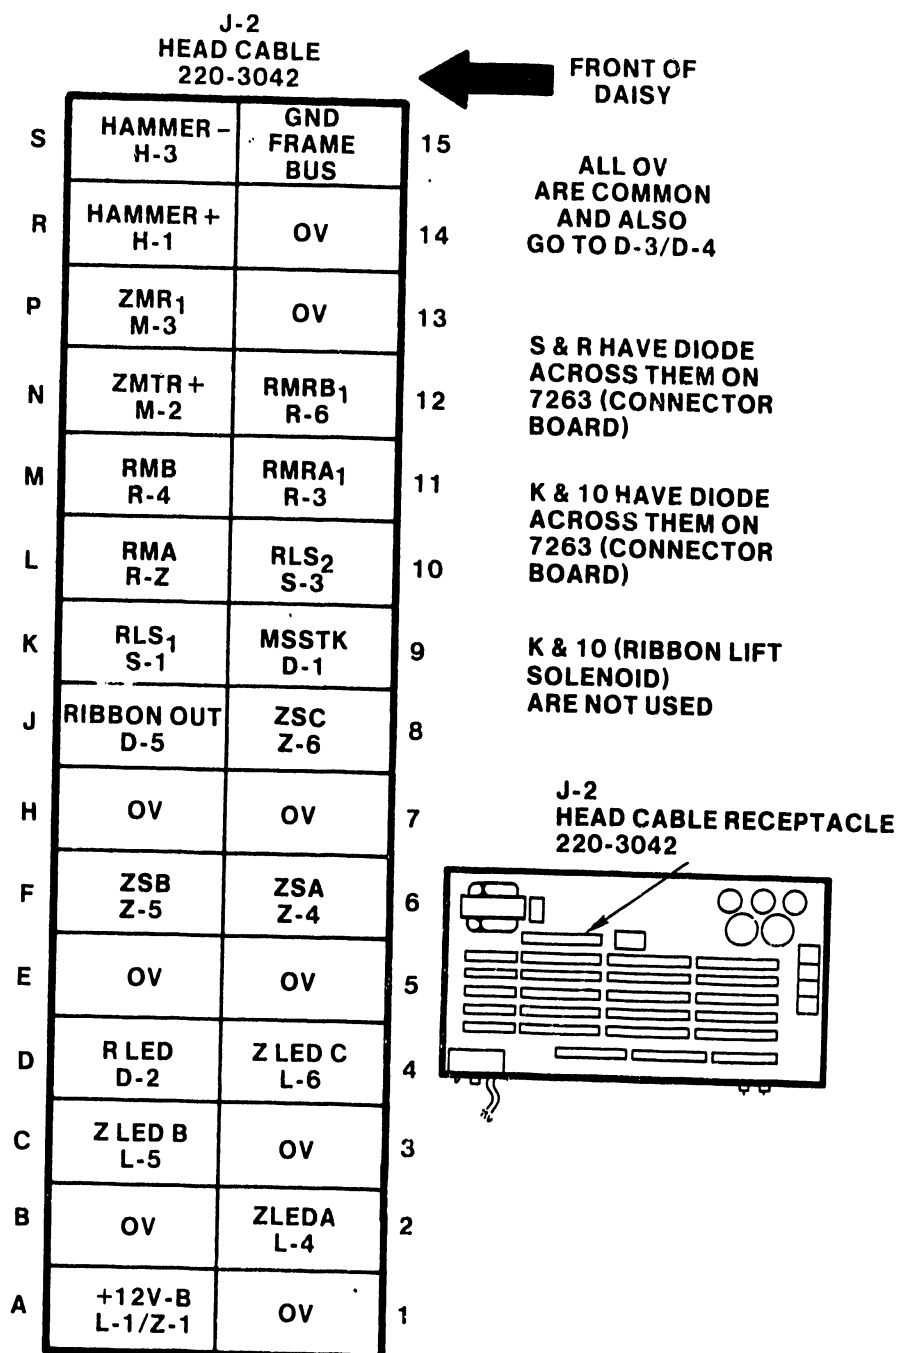 J-2
HEAD CABLE
220-3042
FRONT OF
DAISY
S
HAMMER –
H-3
GND
FRAME
BUS
15
ALL OV
ARE COMMON
AND ALSO
GO TO D-3/D-4
R
HAMMER +
H-1
OV
14
P
ZMR1
M-3
OV
13
S & R HAVE DIODE
ACROSS THEM ON
7263 (CONNECTOR
BOARD)
N
ZMTR +
M-2
RMRB1
R-6
12
M
RMB
R-4
RMRA1
R-3
11
K & 10 HAVE DIODE
ACROSS THEM ON
7263 (CONNECTOR
BOARD)
L
RMA
R-Z
RLS2
S-3
10
K
RLS1
S-1
MSSTK
D-1
9
K & 10 (RIBBON LIFT
SOLENOID)
ARE NOT USED
J
RIBBON OUT
D-5
ZSC
Z-6
8
H
OV
OV
7
J-2
HEAD CABLE RECEPTACLE
220-3042
F
ZSB
Z-5
ZSA
Z-4
6
E
OV
OV
5
D
R LED
D-2
Z LED C
L-6
4
C
Z LED B
L-5
OV
3
B
OV
ZLEDA
L-4
2
A
+12V-B
L-1/Z-1
OV
1